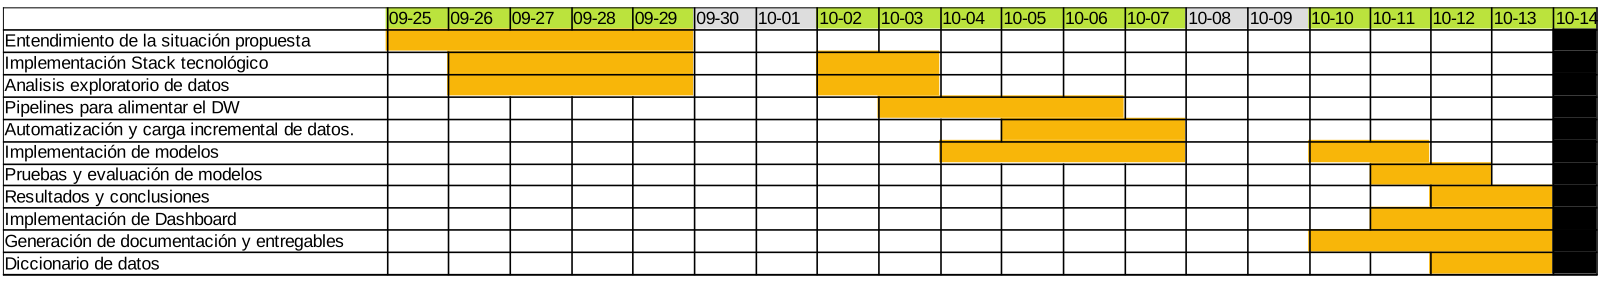 09-25 09-26 09-27 09-28 09-29 09-30 10-01 10-02 10-03 10-04 10-05 10-06 10-07 10-08 10-09 10-10 10-11 10-12 10-13 10-14
Entendimiento de la situación propuesta
Implementación Stack tecnológico
Analisis exploratorio de datos
Pipelines para alimentar el DW
Automatización y carga incremental de datos.
Implementación de modelos
Pruebas y evaluación de modelos
Resultados y conclusiones
Implementación de Dashboard
Generación de documentación y entregables
Diccionario de datos